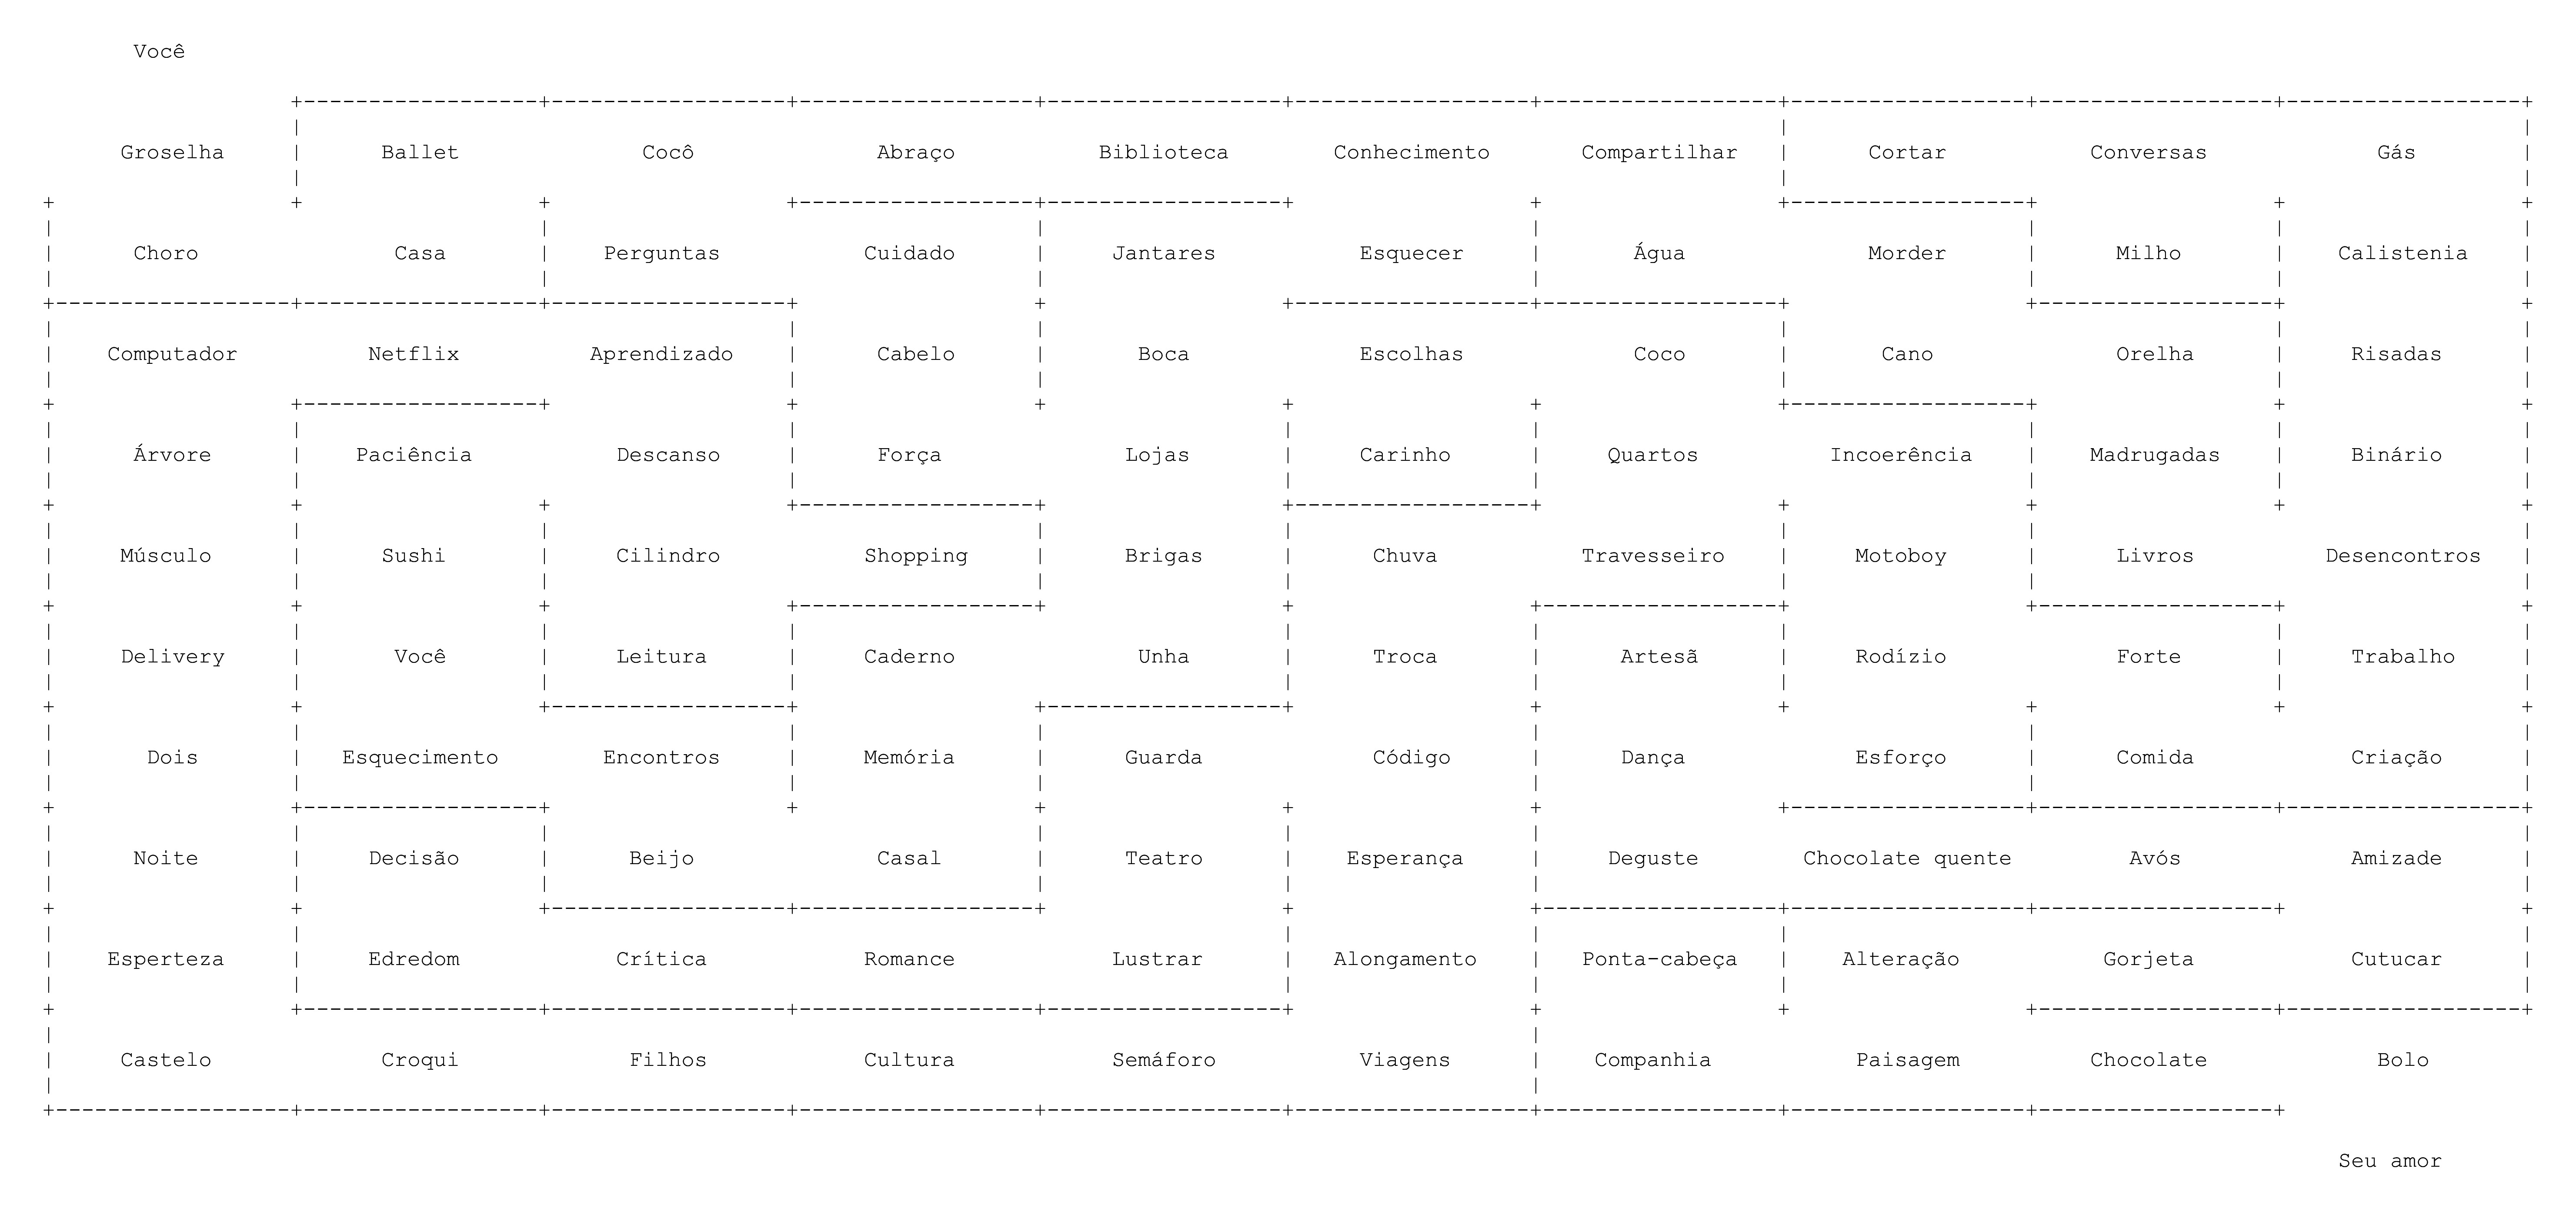 Você
Groselha Ballet Cocô Abraço Biblioteca Conhecimento Compartilhar Cortar Conversas Gás
Choro Casa Perguntas Cuidado Jantares Esquecer Água Morder Milho Calistenia
Computador Netflix Aprendizado Cabelo Boca Escolhas Coco Cano Orelha Risadas
Árvore Paciência Descanso Força Lojas Carinho Quartos Incoerência Madrugadas Binário
Músculo Sushi Cilindro Shopping Brigas Chuva Travesseiro Motoboy Livros Desencontros
Delivery Você Leitura Caderno Unha Troca Artesã Rodízio Forte Trabalho
Dois Esquecimento Encontros Memória Guarda Código Dança Esforço Comida Criação
Noite Decisão Beijo Casal Teatro Esperança Deguste Chocolate quente Avós Amizade
Esperteza Edredom Crítica Romance Lustrar Alongamento Ponta-cabeça Alteração Gorjeta Cutucar
Castelo Croqui Filhos Cultura Semáforo Viagens Companhia Paisagem Chocolate Bolo
Seu amor